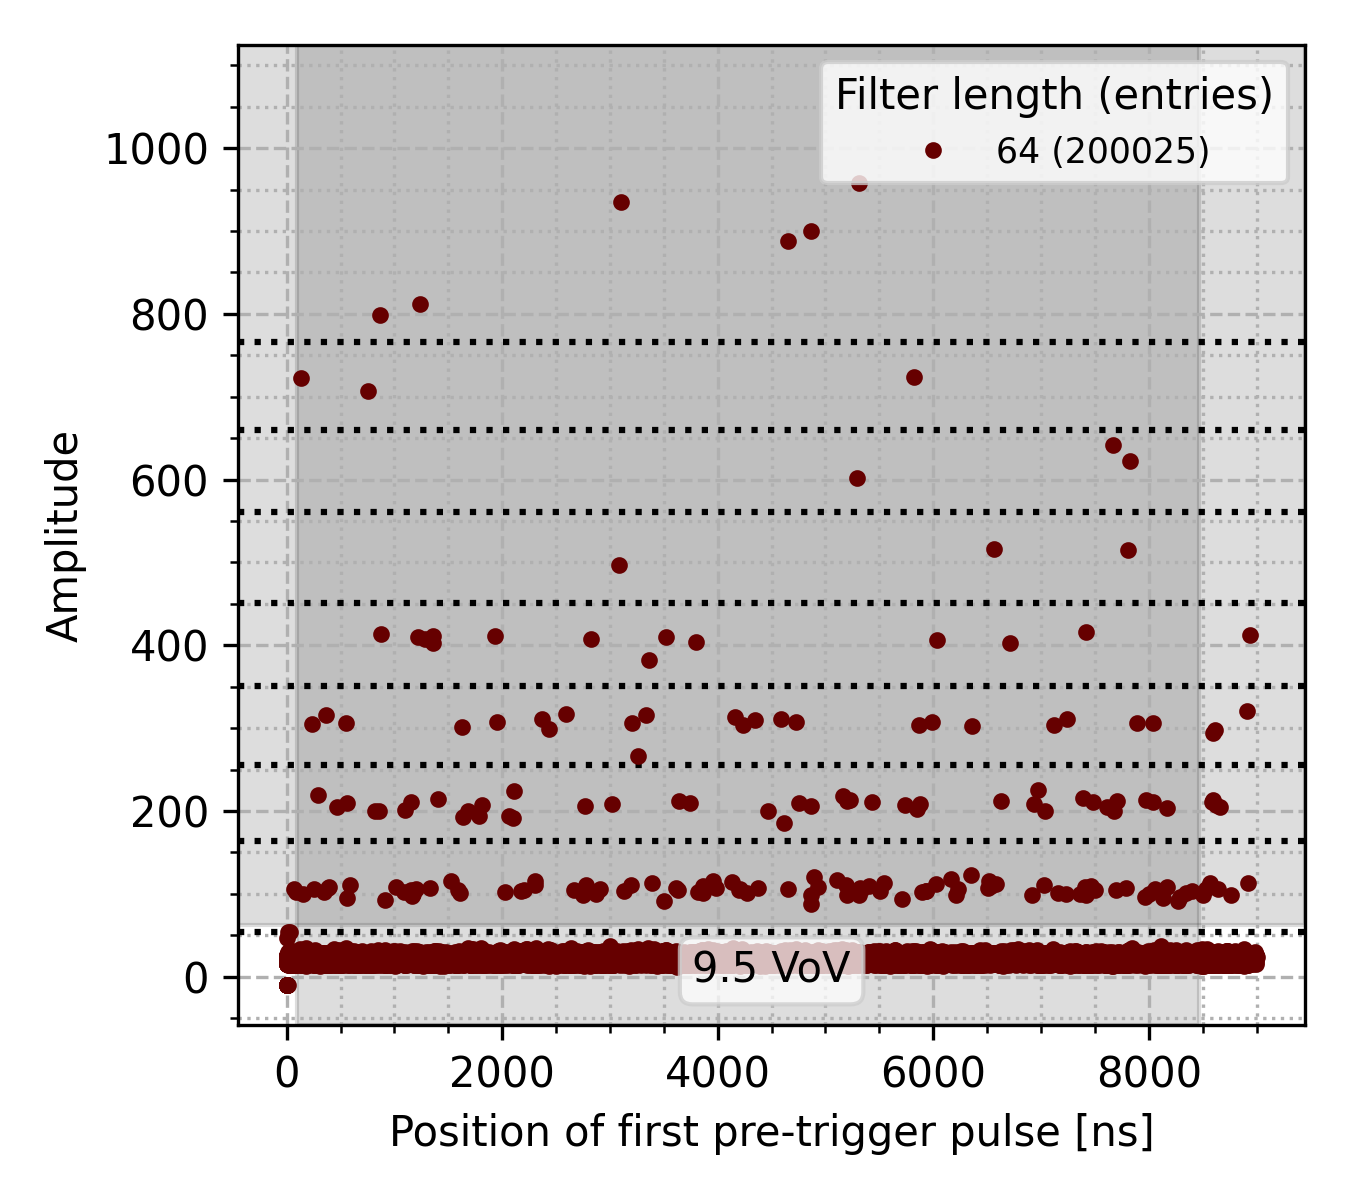 Filter length (entries)
64 (200025)
1000
800
600
400
200
0
Amplitude
9.5 VoV
0 2000 4000 6000 8000
Position of first pre-trigger pulse [ns]